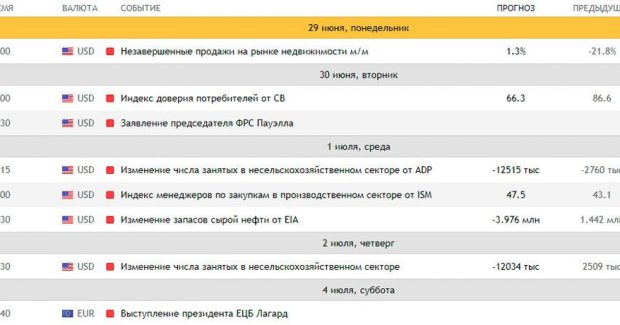 ЕМЯ ВАЛЮТА СОБЫТИЕ ПРОГНОЗ ПРЕДЫДУЩ
29 июня, понедельник
00 USD Незавершенные продажи на рынке недвижимости м/м 1.3% -21.8%
30 июня, вторник
00 USD Индекс доверия потребителей от CB 66.3 86.6
30 USD Заявление председателя ФРС Пауэлла
1 июля, среда
15 USD Изменение числа занятых в несельскохозяйственном секторе от ADP -12515 тыс -2760 тыс
00 USD Индекс менеджеров по закупкам в производственном секторе от ISM 47.5 43.1
30 USD Изменение запасов сырой нефти от EIA -3.976 млн 1.442 млн
2 июля, четверг
30 USD Изменение числа занятых в несельскохозяйственном секторе -12034 тыс 2509 тыс
4 июля, суббота
40 EUR Выступление президента ЕЦБ Лагард